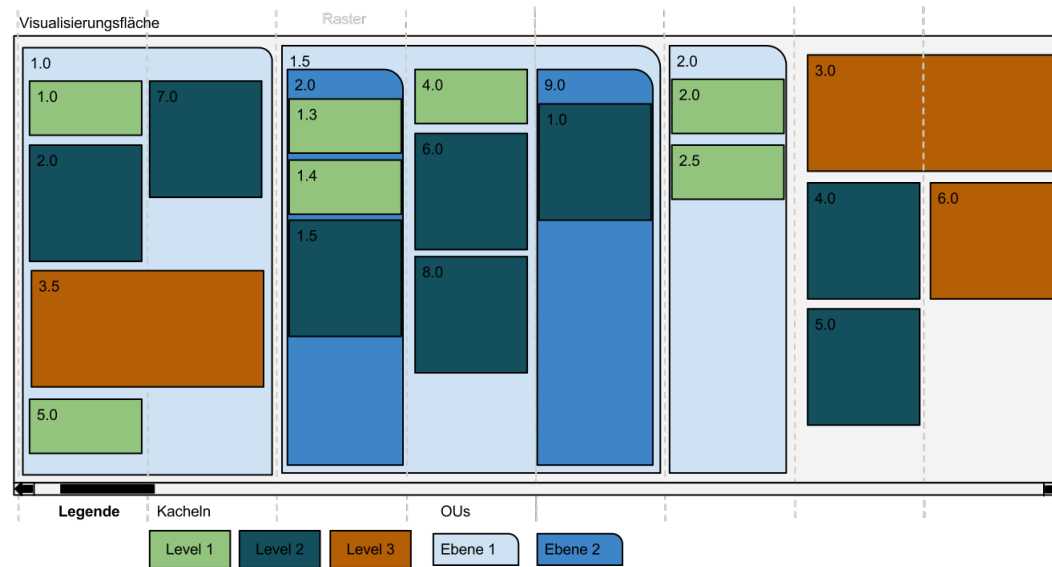 Visualisierungsfläche
Raster
1.0
1.0
7.0
2.0
3.5
5.0
1.5
2.0
1.3
1.4
1.5
4.0
6.0
8.0
9.0
1.0
2.0
2.0
2.5
3.0
4.0
6.0
5.0
Legende
Kacheln
OUs
Level 1
Level 2
Level 3
Ebene 1
Ebene 2